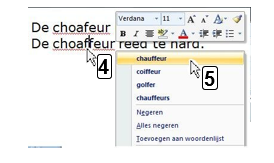 De choafeur
Verdana 11
De choaffeur reed te hard.
4
chauffeur
5
coiffeur
golfer
chauffeurs
Negeren
Alles negeren
Toevoegen aan woordenlijst